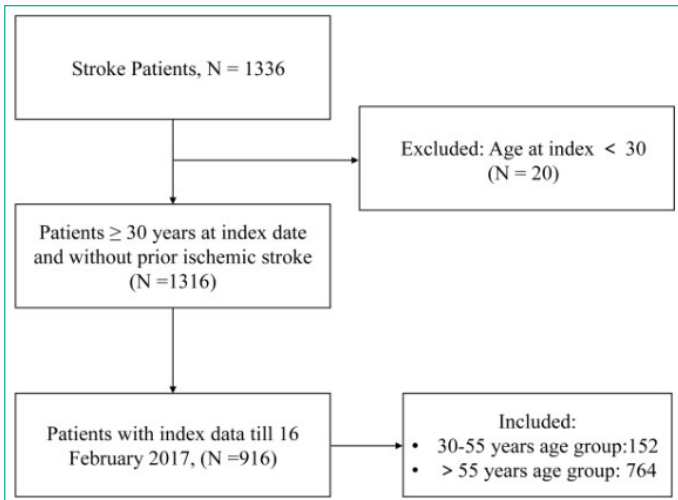 Stroke Patients, N = 1336
Excluded: Age at index < 30
(N = 20)
Patients ≥ 30 years at index date
and without prior ischemic stroke
(N =1316)
Patients with index data till 16
February 2017, (N =916)
Included:
• 30-55 years age group:152
• > 55 years age group: 764